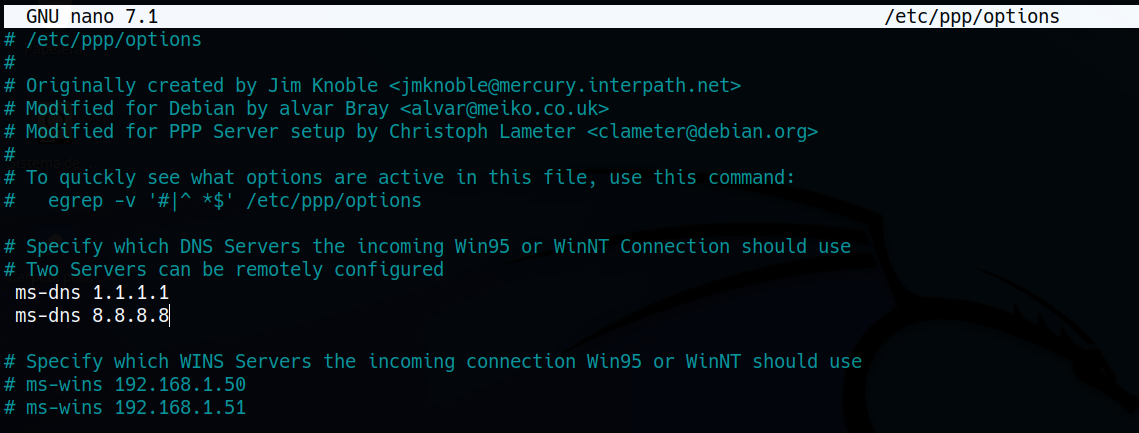 GNU nano 7.1 /etc/ppp/options
# /etc/ppp/options
#
# Originally created by Jim Knoble <jmknoble@mercury.interpath.net>
# Modified for Debian by alvar Bray <alvar@meiko.co.uk>
# Modified for PPP Server setup by Christoph Lameter <clameter@debian.org>
#
# To quickly see what options are active in this file, use this command:
#   egrep -v '#|^ *$' /etc/ppp/options

# Specify which DNS Servers the incoming Win95 or WinNT Connection should use
# Two Servers can be remotely configured
 ms-dns 1.1.1.1
 ms-dns 8.8.8.8

# Specify which WINS Servers the incoming connection Win95 or WinNT should use
# ms-wins 192.168.1.50
# ms-wins 192.168.1.51